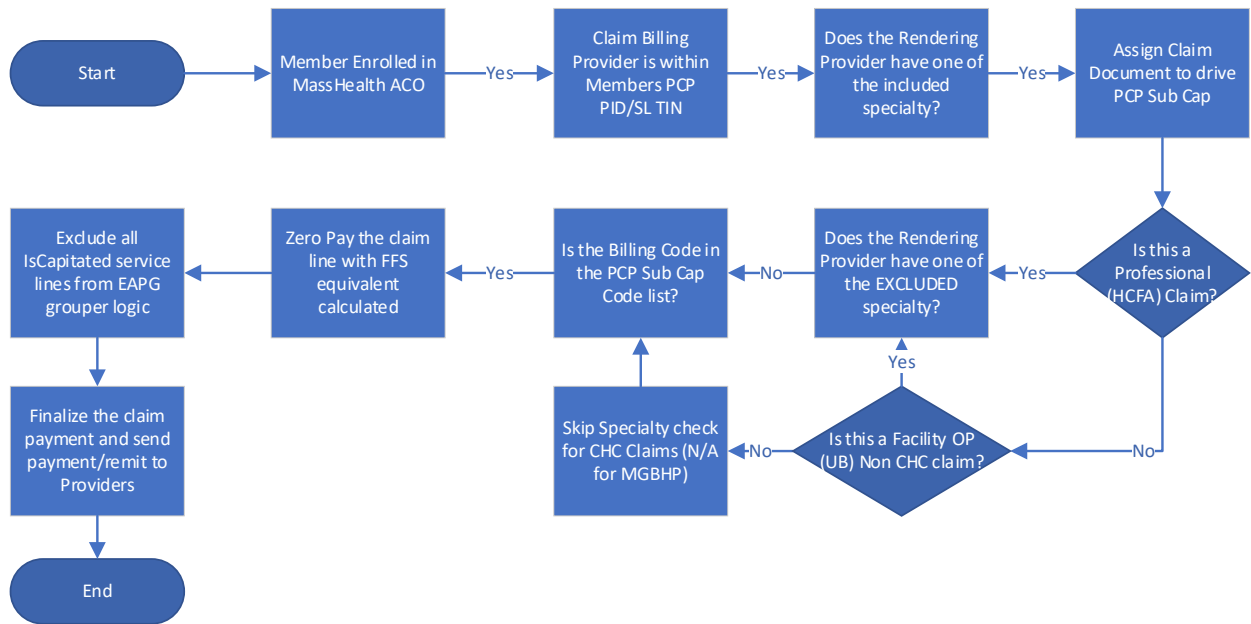 Start
Member Enrolled in
MassHealth ACO
Yes
Claim Billing
Provider is within
Members PCP
PID/SL TIN
Yes
Does the Rendering
Provider have one of
the included
specialty?
Yes
Assign Claim
Document to drive
PCP Sub Cap
Is this a
Professional
(HCFA) Claim?
Yes
Does the Rendering
Provider have one of
the EXCLUDED
specialty?
No
Is the Billing Code in
the PCP Sub Cap
Code list?
Yes
Zero Pay the claim
line with FFS
equivalent
calculated
Exclude all
IsCapitated service
lines from EAPG
grouper logic
No
Is this a Facility OP
(UB) Non CHC claim?
Yes
No
Skip Specialty check
for CHC Claims (N/A
for MGBHP)
Finalize the claim
payment and send
payment/remit to
Providers
End